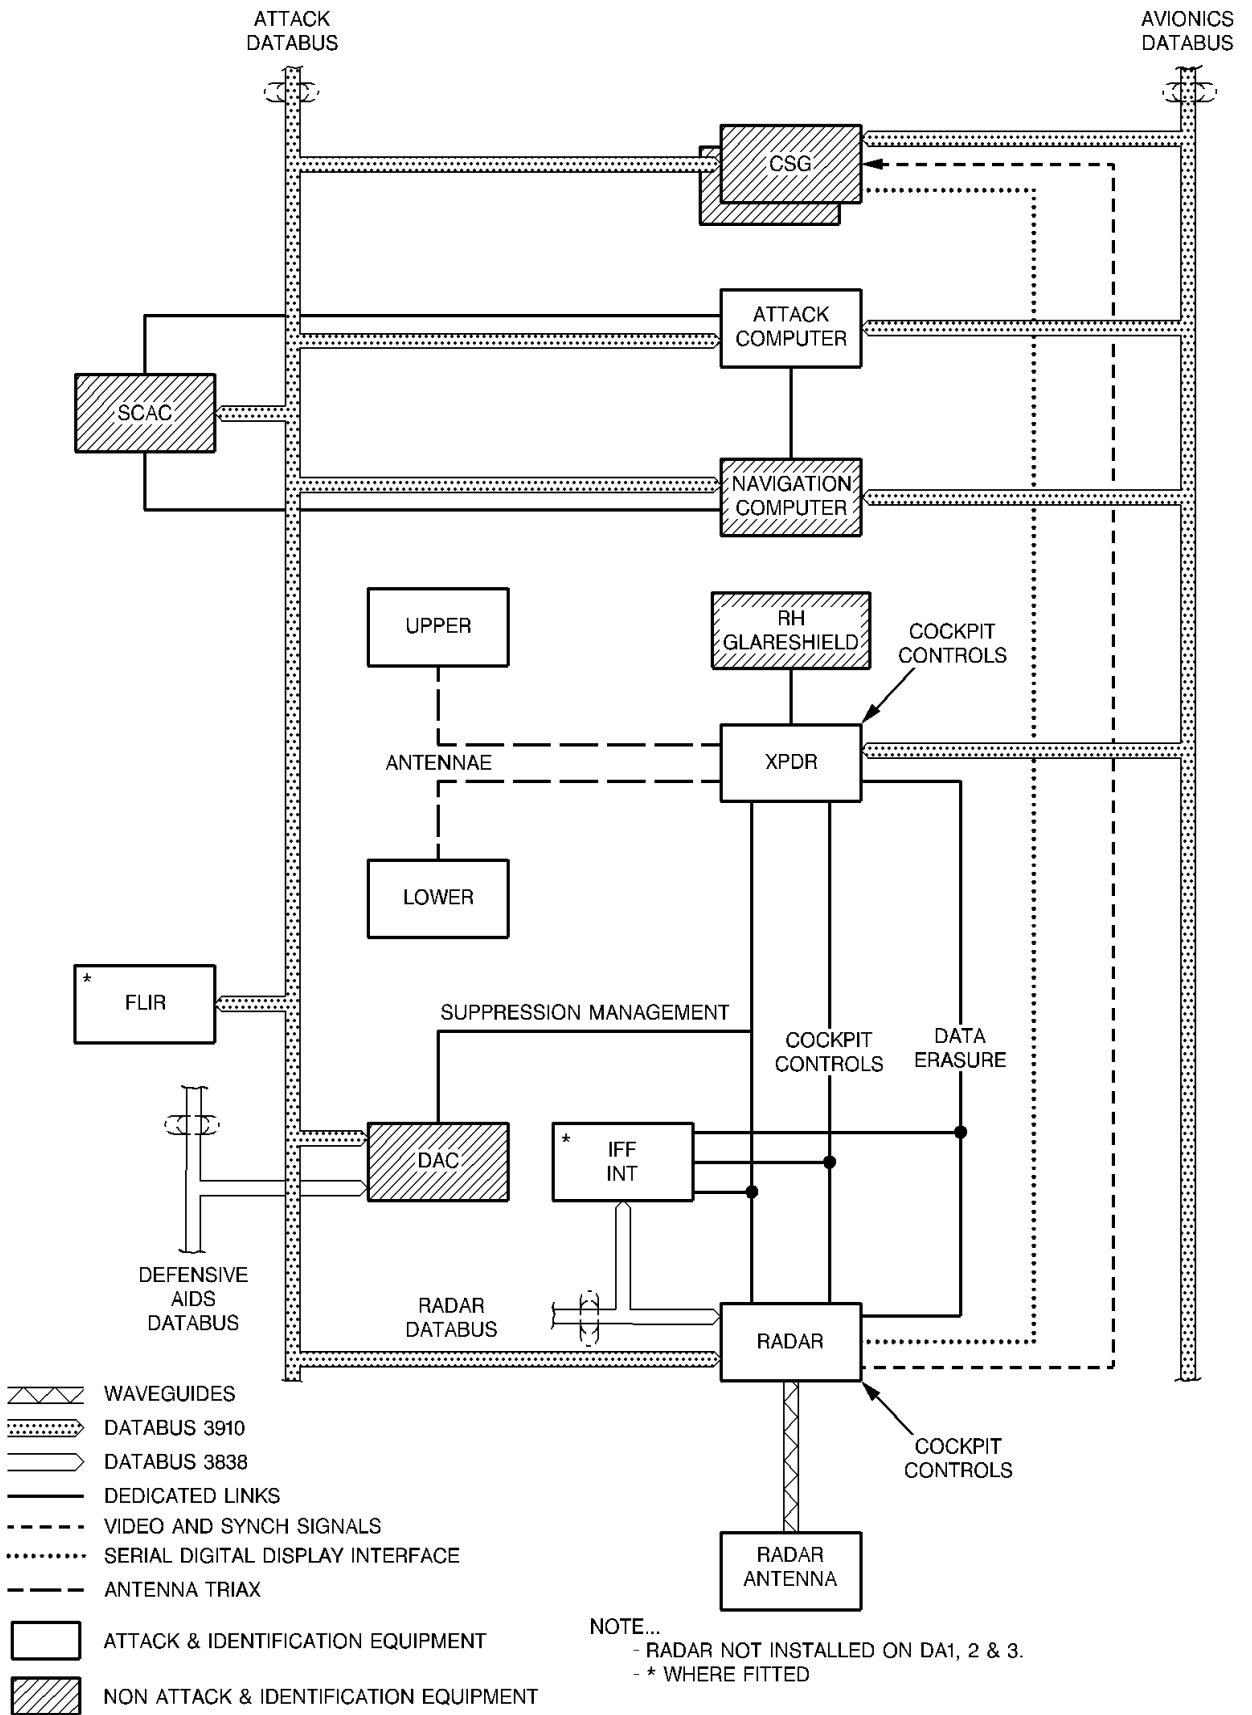 ATTACK
DATABUS
AVIONICS
DATABUS
CSG
ATTACK
COMPUTER
SCAC
NAVIGATION
COMPUTER
UPPER
RH
GLARESHIELD
COCKPIT
CONTROLS
ANTENNAE
XPDR
LOWER
* FLIR
SUPPRESSION MANAGEMENT
COCKPIT
CONTROLS
DATA
ERASURE
DAC
* IFF
INT
DEFENSIVE
AIDS
DATABUS
RADAR
DATABUS
RADAR
WAVEGUIDES
DATABUS 3910
DATABUS 3838
DEDICATED LINKS
VIDEO AND SYNCH SIGNALS
SERIAL DIGITAL DISPLAY INTERFACE
ANTENNA TRIAX
ATTACK & IDENTIFICATION EQUIPMENT
NON ATTACK & IDENTIFICATION EQUIPMENT
COCKPIT
CONTROLS
RADAR
ANTENNA
NOTE...
- RADAR NOT INSTALLED ON DA1, 2 & 3.
- * WHERE FITTED